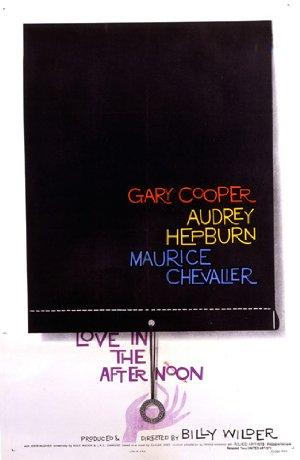 GARY COOPER
AUDREY
HEPBURN
MAURICE
CHEVALIER
LOVE IN
THE
AFTERNOON
PRODUCED & DIRECTED BY BILLY WILDER